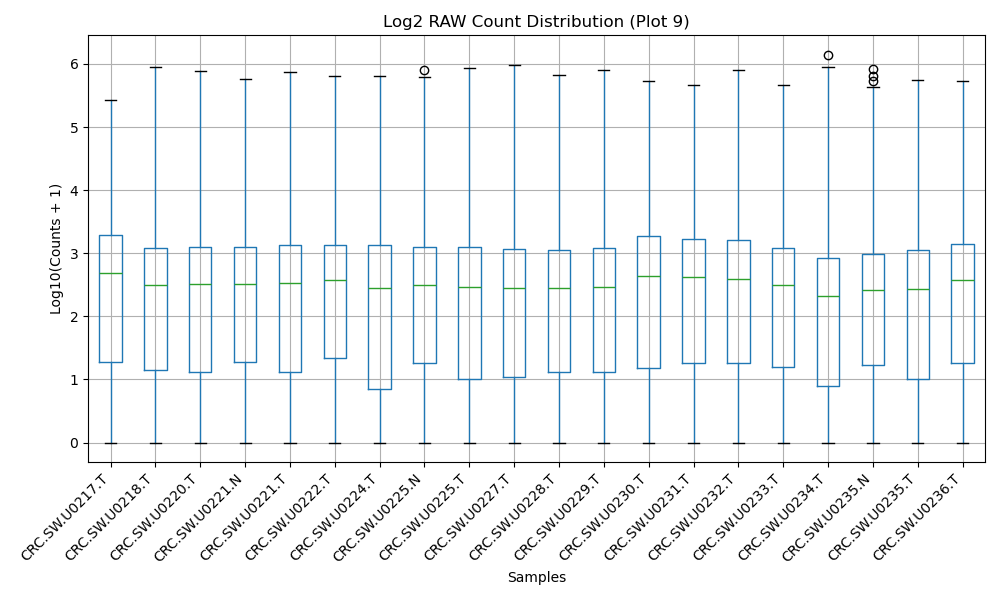 Log2 RAW Count Distribution (Plot 9)
Log10(Counts + 1)
6
5
4
3
2
1
0
CRC.SW.U0217.T
CRC.SW.U0218.T
CRC.SW.U0220.T
CRC.SW.U0221.N
CRC.SW.U0221.T
CRC.SW.U0222.T
CRC.SW.U0224.T
CRC.SW.U0225.N
CRC.SW.U0225.T
CRC.SW.U0227.T
CRC.SW.U0228.T
CRC.SW.U0229.T
CRC.SW.U0230.T
CRC.SW.U0231.T
CRC.SW.U0232.T
CRC.SW.U0233.T
CRC.SW.U0234.T
CRC.SW.U0235.N
CRC.SW.U0235.T
CRC.SW.U0236.T
Samples